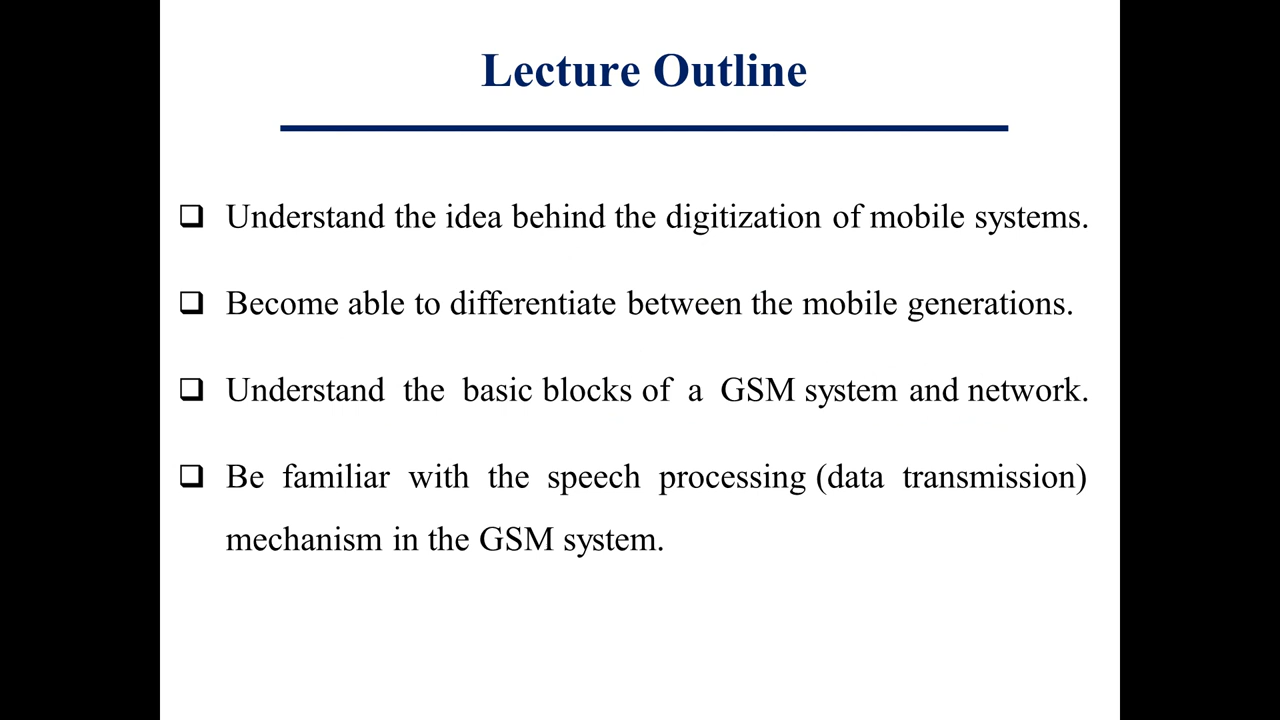 Lecture Outline
❑ Understand the idea behind the digitization of mobile systems.
❑ Become able to differentiate between the mobile generations.
❑ Understand the basic blocks of a GSM system and network.
❑ Be familiar with the speech processing (data transmission)
mechanism in the GSM system.